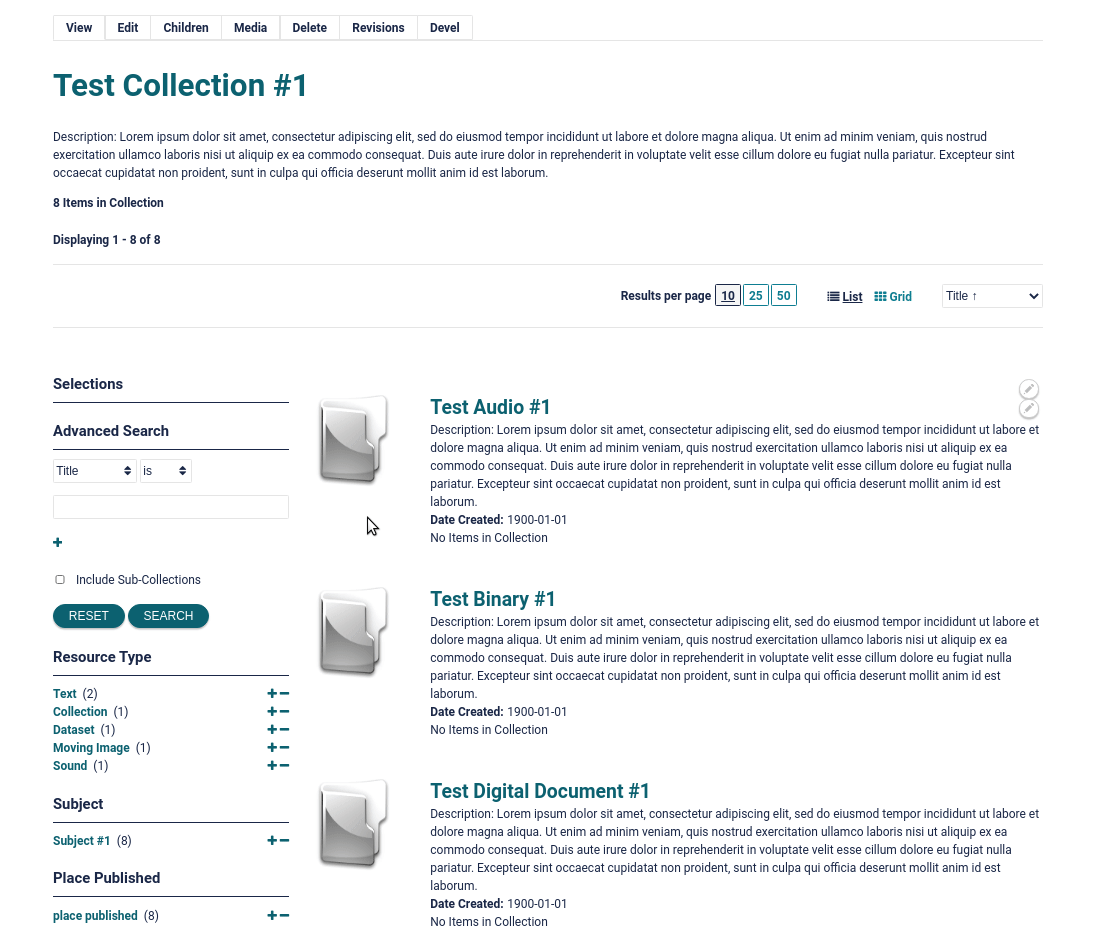 View Edit Children Media Delete Revisions Devel
Test Collection #1
Description: Lorem ipsum dolor sit amet, consectetur adipiscing elit, sed do eiusmod tempor incididunt ut labore et dolore magna aliqua. Ut enim ad minim veniam, quis nostrud
exercitation ullamco laboris nisi ut aliquip ex ea commodo consequat. Duis aute irure dolor in reprehenderit in voluptate velit esse cillum dolore eu fugiat nulla pariatur. Excepteur sint
occaecat cupidatat non proident, sunt in culpa qui officia deserunt mollit anim id est laborum.
8 Items in Collection
Displaying 1 - 8 of 8
Results per page 10 25 50 List Grid Title ↑
Selections
Advanced Search
Title is
Include Sub-Collections
RESET SEARCH
Resource Type
Text (2)
Collection (1)
Dataset (1)
Moving Image (1)
Sound (1)
Subject
Subject #1 (8)
Place Published
place published (8)
Test Audio #1
Description: Lorem ipsum dolor sit amet, consectetur adipiscing elit, sed do eiusmod tempor incididunt ut labore et
dolore magna aliqua. Ut enim ad minim veniam, quis nostrud exercitation ullamco laboris nisi ut aliquip ex ea
commodo consequat. Duis aute irure dolor in reprehenderit in voluptate velit esse cillum dolore eu fugiat nulla
pariatur. Excepteur sint occaecat cupidatat non proident, sunt in culpa qui officia deserunt mollit anim id est
laborum.
Date Created: 1900-01-01
No Items in Collection
Test Binary #1
Description: Lorem ipsum dolor sit amet, consectetur adipiscing elit, sed do eiusmod tempor incididunt ut labore et
dolore magna aliqua. Ut enim ad minim veniam, quis nostrud exercitation ullamco laboris nisi ut aliquip ex ea
commodo consequat. Duis aute irure dolor in reprehenderit in voluptate velit esse cillum dolore eu fugiat nulla
pariatur. Excepteur sint occaecat cupidatat non proident, sunt in culpa qui officia deserunt mollit anim id est
laborum.
Date Created: 1900-01-01
No Items in Collection
Test Digital Document #1
Description: Lorem ipsum dolor sit amet, consectetur adipiscing elit, sed do eiusmod tempor incididunt ut labore et
dolore magna aliqua. Ut enim ad minim veniam, quis nostrud exercitation ullamco laboris nisi ut aliquip ex ea
commodo consequat. Duis aute irure dolor in reprehenderit in voluptate velit esse cillum dolore eu fugiat nulla
pariatur. Excepteur sint occaecat cupidatat non proident, sunt in culpa qui officia deserunt mollit anim id est
laborum.
Date Created: 1900-01-01
No Items in Collection